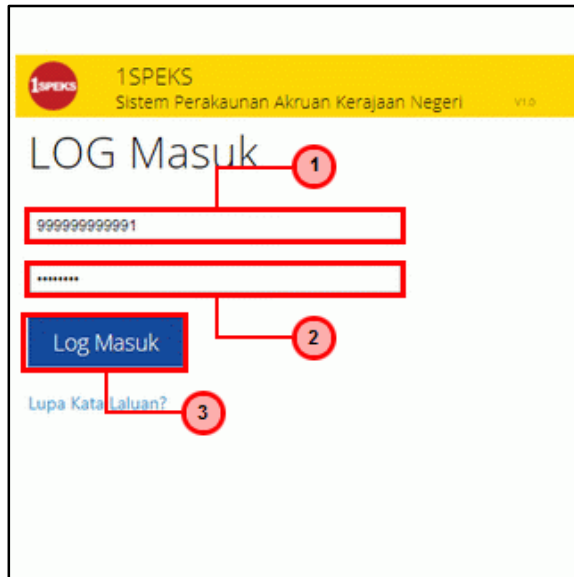 1SPEKS
1SPEKS
Sistem Perakaunan Akruan Kerajaan Negeri V1.0
LOG Masuk
1
999999999991
••••••••
2
Log Masuk
Lupa Kata Laluan?
3